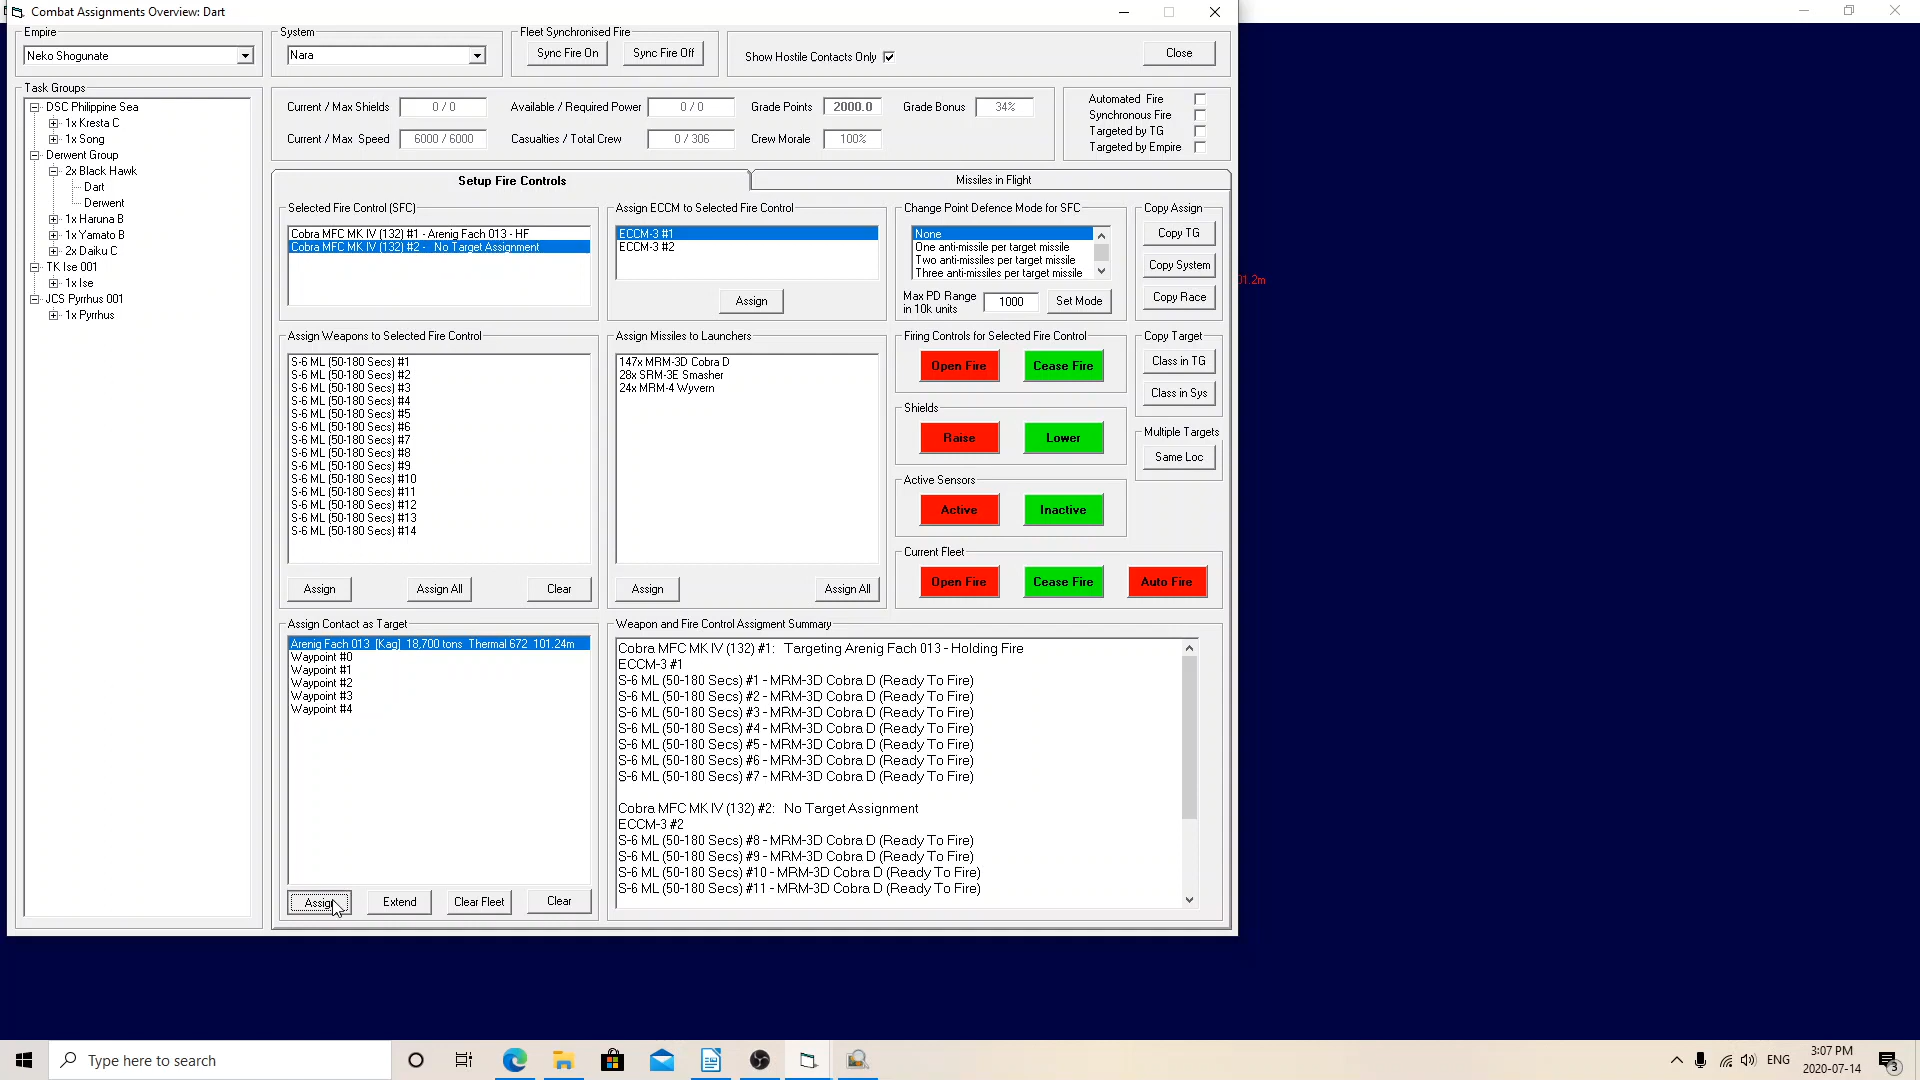 Combat Assignments Overview: Dart
Empire
Neko Shogunate
System
Nara
Fleet Synchronised Fire
Sync Fire On
Sync Fire Off
Show Hostile Contacts Only
Close
Task Groups
DSC Philippine Sea
1x Kresta C
1x Song
Derwent Group
2x Black Hawk
Dart
Derwent
1x Haruna B
1x Yamato B
2x Daiku C
TK Ise 001
1x Ise
JCS Pyrrhus 001
1x Pyrrhus
Current / Max Shields
0 / 0
Available / Required Power
0 / 0
Grade Points
2000.0
Grade Bonus
34%
Current / Max Speed
6000 / 6000
Casualties / Total Crew
0 / 306
Crew Morale
100%
Automated Fire
Synchronous Fire
Targeted by TG
Targeted by Empire
Setup Fire Controls
Missiles in Flight
Selected Fire Control (SFC)
Cobra MFC MK IV (132) #1 - Arenig Fach 013 - HF
Cobra MFC MK IV (132) #2 - No Target Assignment
Assign ECCM to Selected Fire Control
ECCM-3 #1
ECCM-3 #2
Assign
Change Point Defence Mode for SFC
None
One anti-missile per target missile
Two anti-missiles per target missile
Three anti-missiles per target missile
Max PD Range
in 10k units
1000
Set Mode
Copy Assign
Copy TG
Copy System
Copy Race
01.2m
Assign Weapons to Selected Fire Control
S-6 ML (50-180 Secs) #1
S-6 ML (50-180 Secs) #2
S-6 ML (50-180 Secs) #3
S-6 ML (50-180 Secs) #4
S-6 ML (50-180 Secs) #5
S-6 ML (50-180 Secs) #6
S-6 ML (50-180 Secs) #7
S-6 ML (50-180 Secs) #8
S-6 ML (50-180 Secs) #9
S-6 ML (50-180 Secs) #10
S-6 ML (50-180 Secs) #11
S-6 ML (50-180 Secs) #12
S-6 ML (50-180 Secs) #13
S-6 ML (50-180 Secs) #14
Assign
Assign All
Clear
Assign Missiles to Launchers
147x MRM-3D Cobra D
28x SRM-3E Smasher
24x MRM-4 Wyvern
Assign
Assign All
Firing Controls for Selected Fire Control
Open Fire
Cease Fire
Shields
Raise
Lower
Active Sensors
Active
Inactive
Current Fleet
Open Fire
Cease Fire
Auto Fire
Copy Target
Class in TG
Class in Sys
Multiple Targets
Same Loc
Assign Contact as Target
Arenig Fach 013 [Kag] 18,700 tons Thermal 672 101.24m
Waypoint #0
Waypoint #1
Waypoint #2
Waypoint #3
Waypoint #4
Assign
Extend
Clear Fleet
Clear
Weapon and Fire Control Assigment Summary
Cobra MFC MK IV (132) #1: Targeting Arenig Fach 013 - Holding Fire
ECCM-3 #1
S-6 ML (50-180 Secs) #1 - MRM-3D Cobra D (Ready To Fire)
S-6 ML (50-180 Secs) #2 - MRM-3D Cobra D (Ready To Fire)
S-6 ML (50-180 Secs) #3 - MRM-3D Cobra D (Ready To Fire)
S-6 ML (50-180 Secs) #4 - MRM-3D Cobra D (Ready To Fire)
S-6 ML (50-180 Secs) #5 - MRM-3D Cobra D (Ready To Fire)
S-6 ML (50-180 Secs) #6 - MRM-3D Cobra D (Ready To Fire)
S-6 ML (50-180 Secs) #7 - MRM-3D Cobra D (Ready To Fire)
Cobra MFC MK IV (132) #2: No Target Assignment
ECCM-3 #2
S-6 ML (50-180 Secs) #8 - MRM-3D Cobra D (Ready To Fire)
S-6 ML (50-180 Secs) #9 - MRM-3D Cobra D (Ready To Fire)
S-6 ML (50-180 Secs) #10 - MRM-3D Cobra D (Ready To Fire)
S-6 ML (50-180 Secs) #11 - MRM-3D Cobra D (Ready To Fire)
Type here to search
ENG
3:07 PM
2020-07-14
3